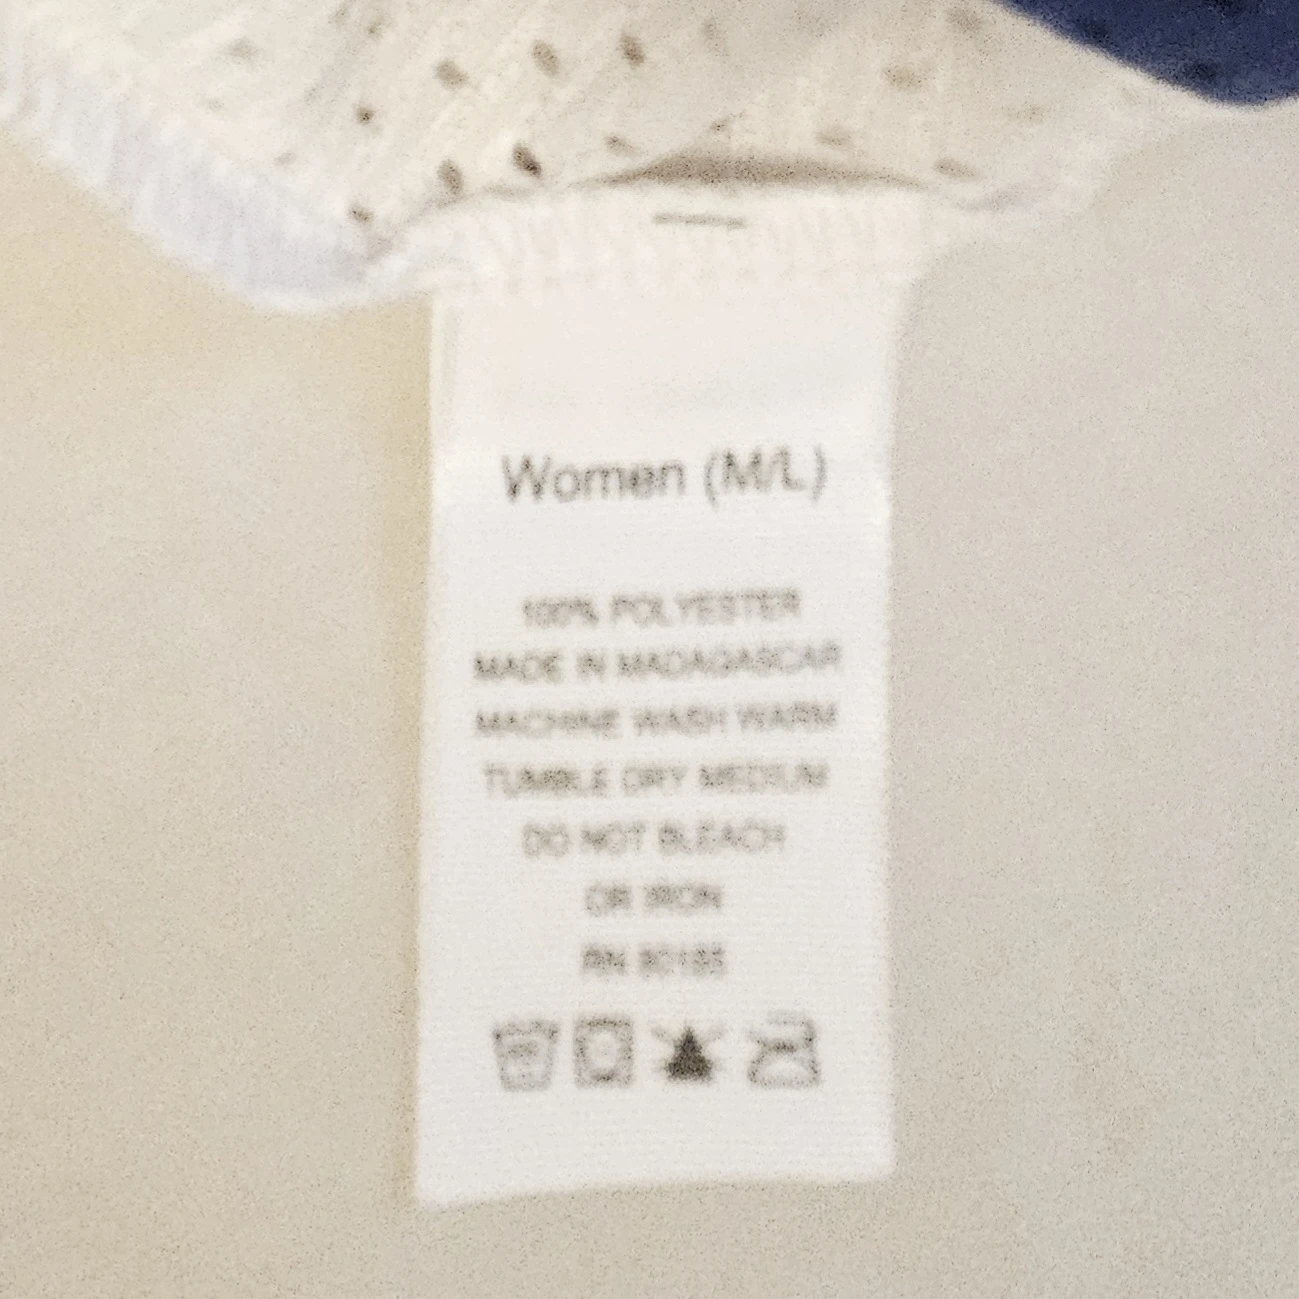 Women (M/L)
100% POLYESTER
MADE IN MADAGASCAR
MACHINE WASH WARM
TUMBLE DRY MEDIUM
DO NOT BLEACH
OR IRON
RN